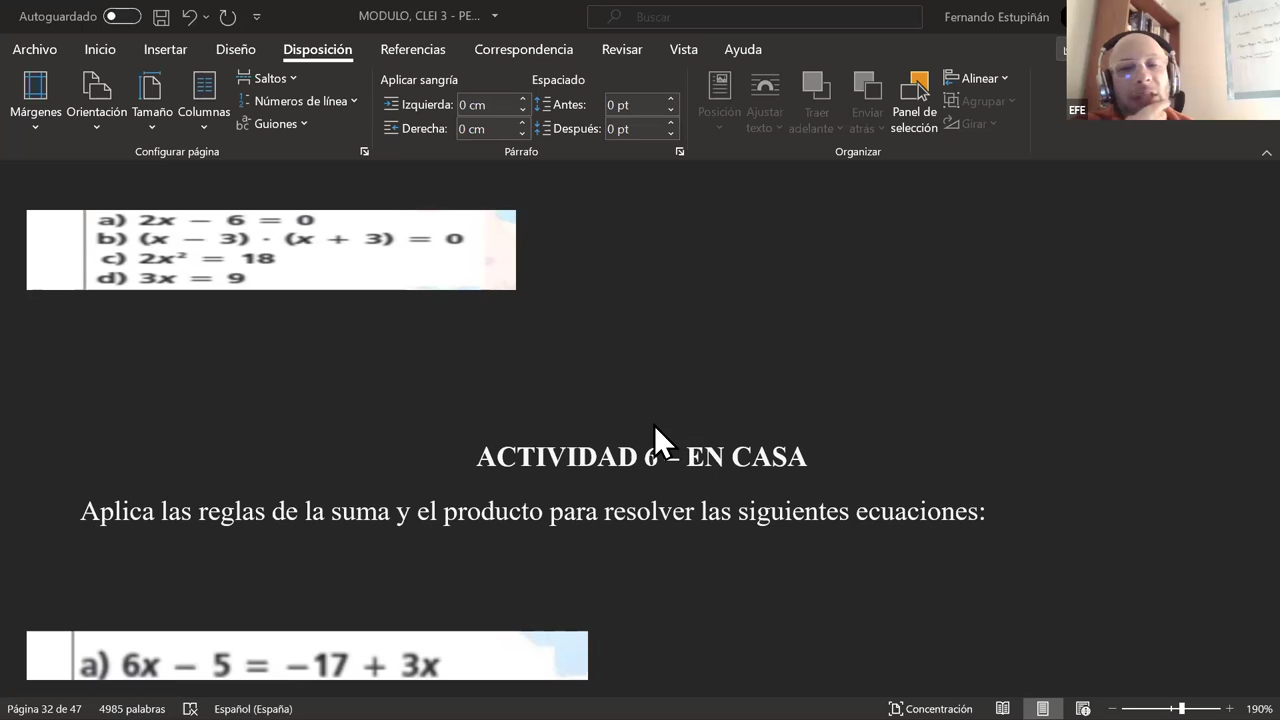 Autoguardado
MODULO, CLEI 3 - PE...
Buscar
Fernando Estupiñán
Archivo Inicio Insertar Diseño Disposición Referencias Correspondencia Revisar Vista Ayuda
Márgenes
Orientación
Tamaño
Columnas
Saltos
Números de línea
Guiones
Configurar página
Aplicar sangría
Izquierda: 0 cm
Derecha: 0 cm
Espaciado
Antes: 0 pt
Después: 0 pt
Párrafo
Posición
Ajustar texto
Traer adelante
Enviar atrás
Panel de selección
Alinear
Agrupar
Girar
Organizar
EFE
a) 2x - 6 = 0
b) (x - 3) · (x + 3) = 0
c) 2x² = 18
d) 3x = 9
ACTIVIDAD 6 – EN CASA
Aplica las reglas de la suma y el producto para resolver las siguientes ecuaciones:
a) 6x - 5 = -17 + 3x
Página 32 de 47 4985 palabras Español (España) Concentración 190%